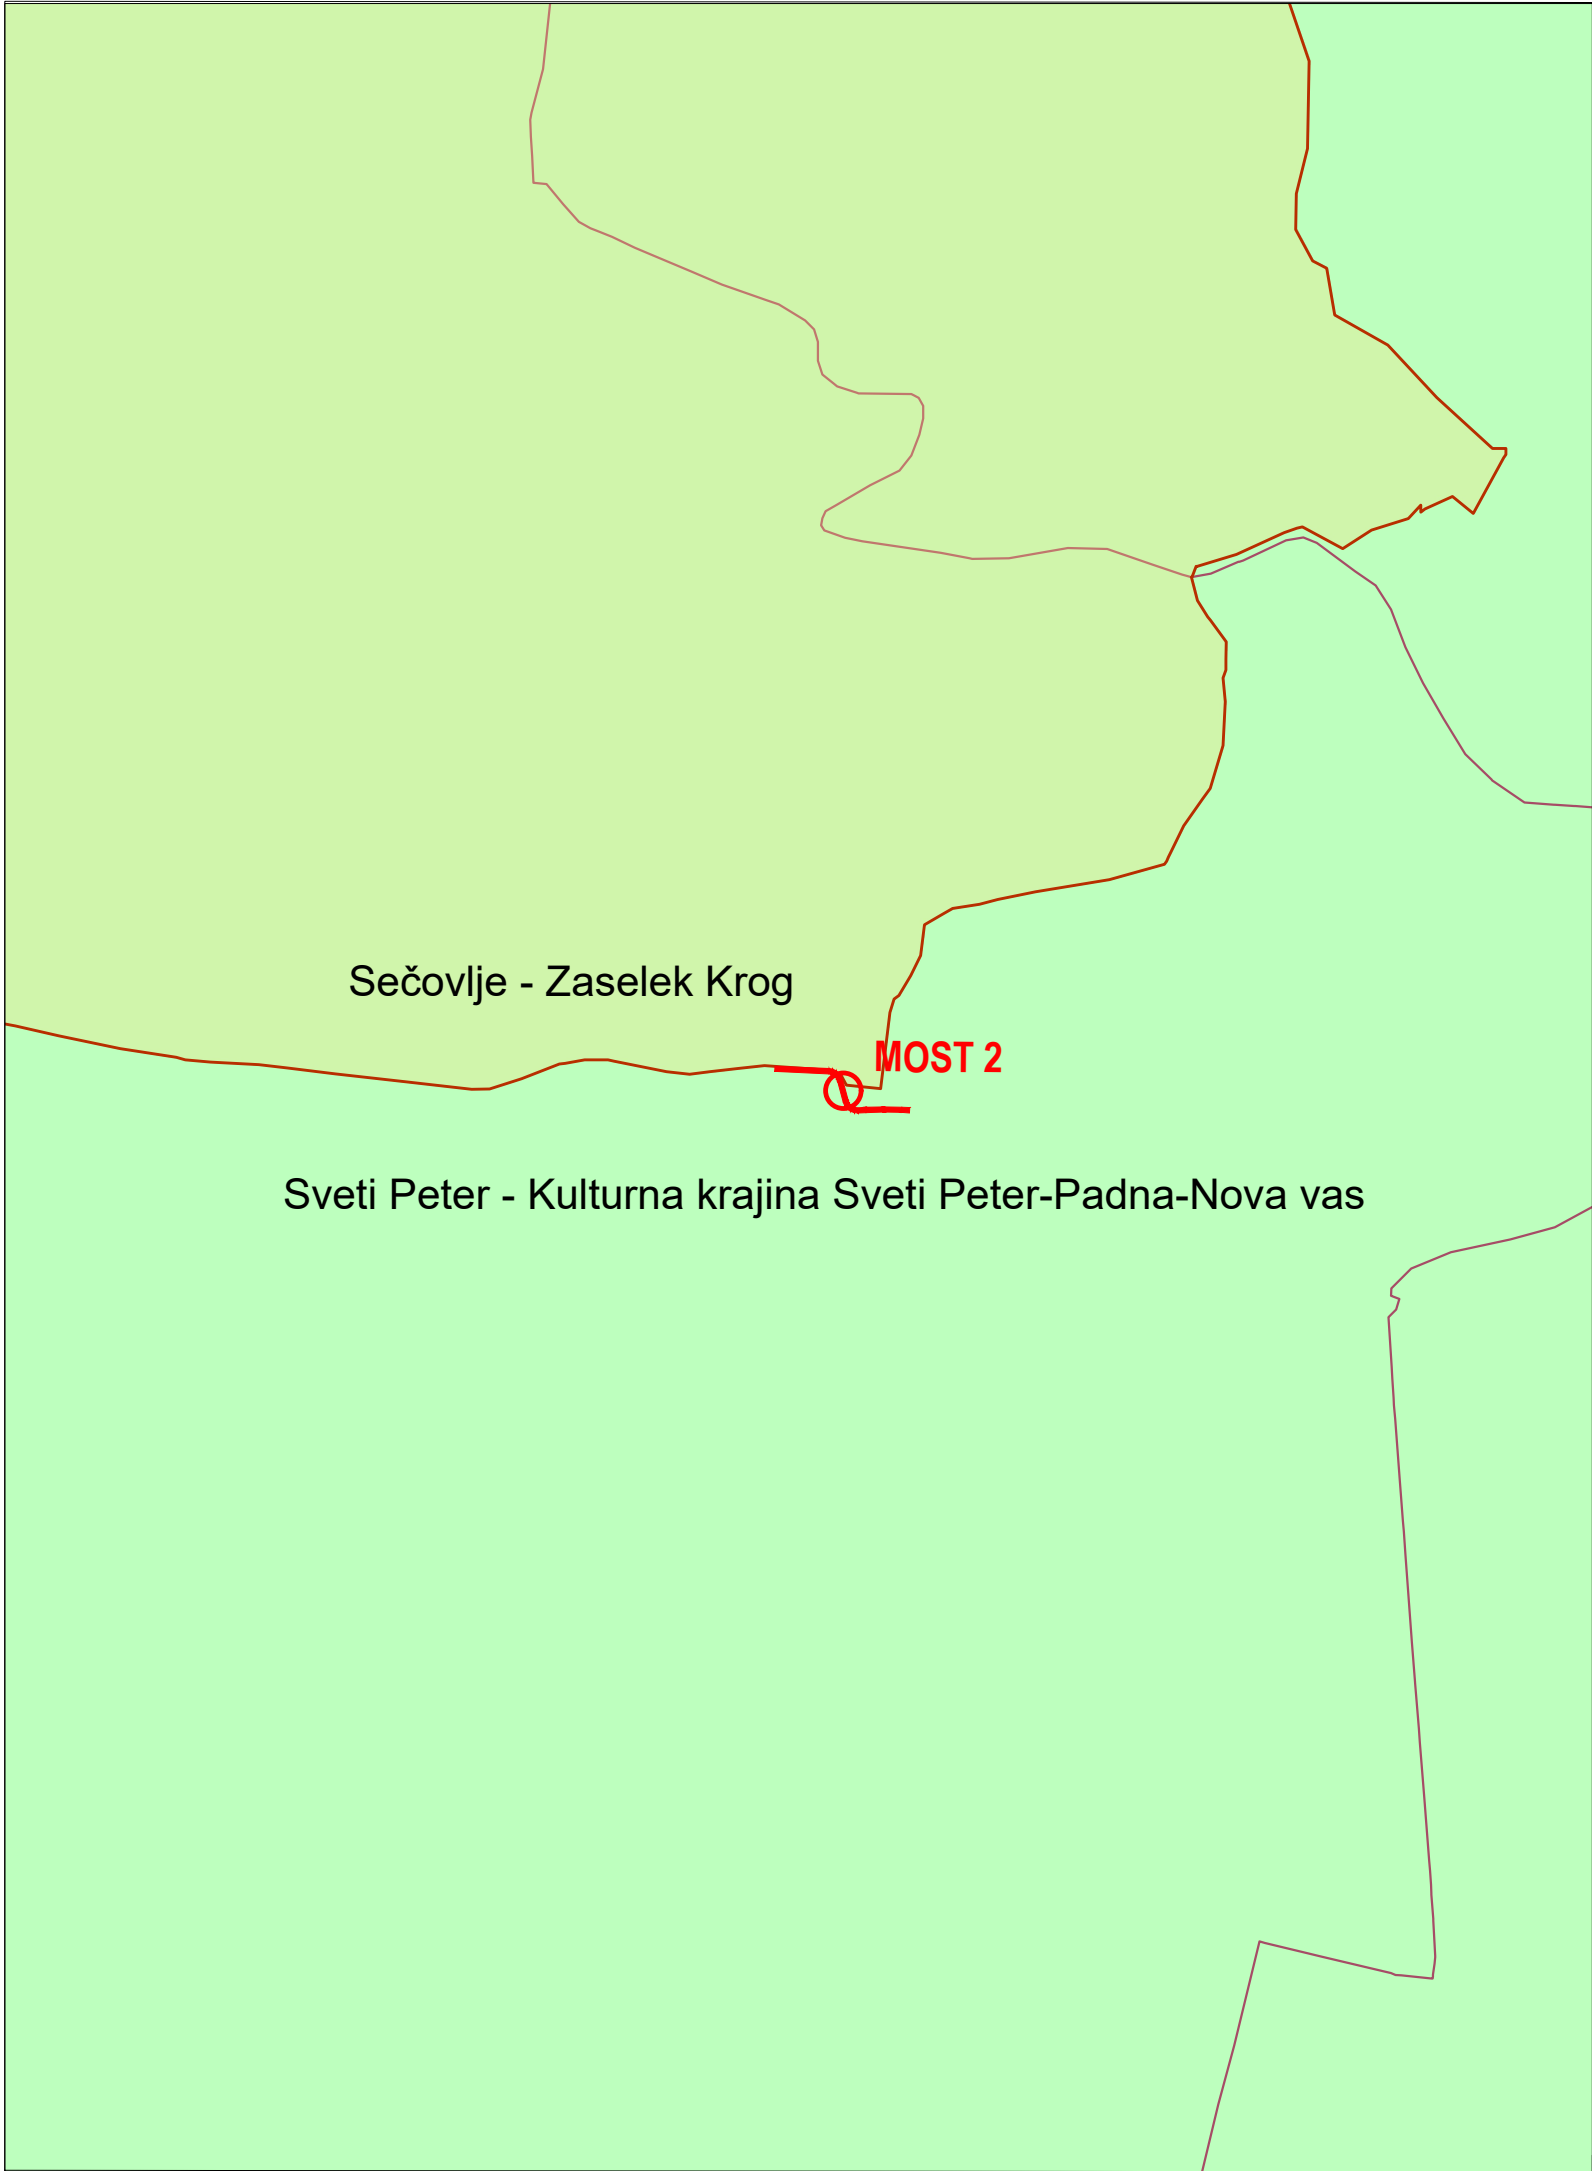 Sečovlje - Zaselek Krog
MOST 2
Sveti Peter - Kulturna krajina Sveti Peter-Padna-Nova vas